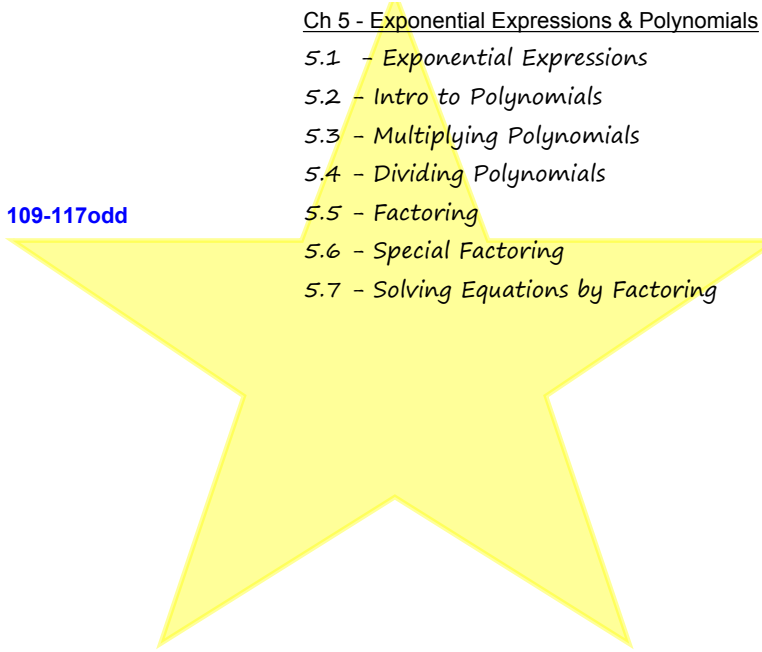 Ch 5 - Exponential Expressions & Polynomials
5.1 - Exponential Expressions
5.2 - Intro to Polynomials
5.3 - Multiplying Polynomials
5.4 - Dividing Polynomials
109-117odd
5.5 - Factoring
5.6 - Special Factoring
5.7 - Solving Equations by Factoring